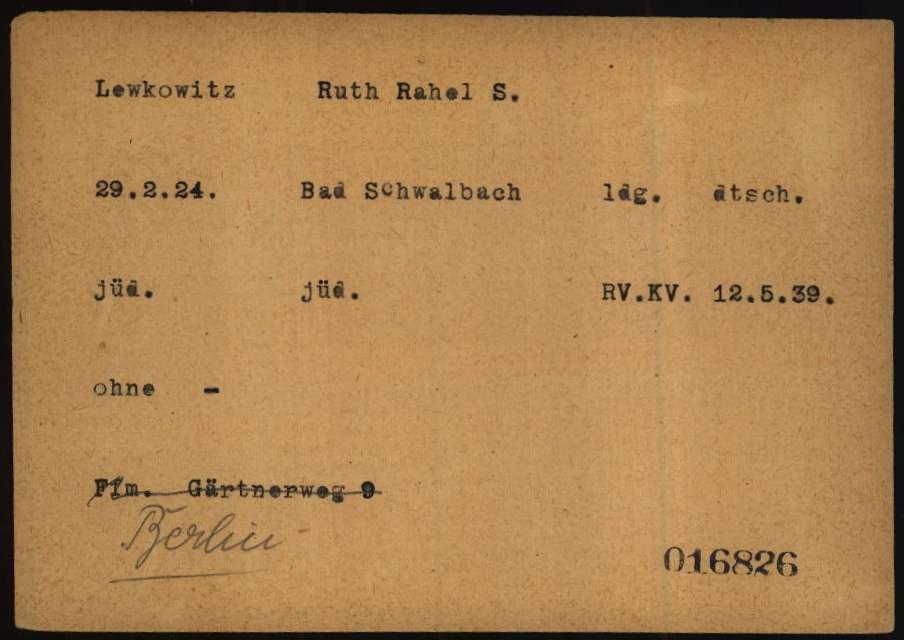 Lewkowitz Ruth Rahel S.
29.2.24. Bad Schwalbach ldg. dtsch.
jüd. jüd. RV.KV. 12.5.39.
ohne -
Ffm. Gärtnerweg 9
Berlin
016826